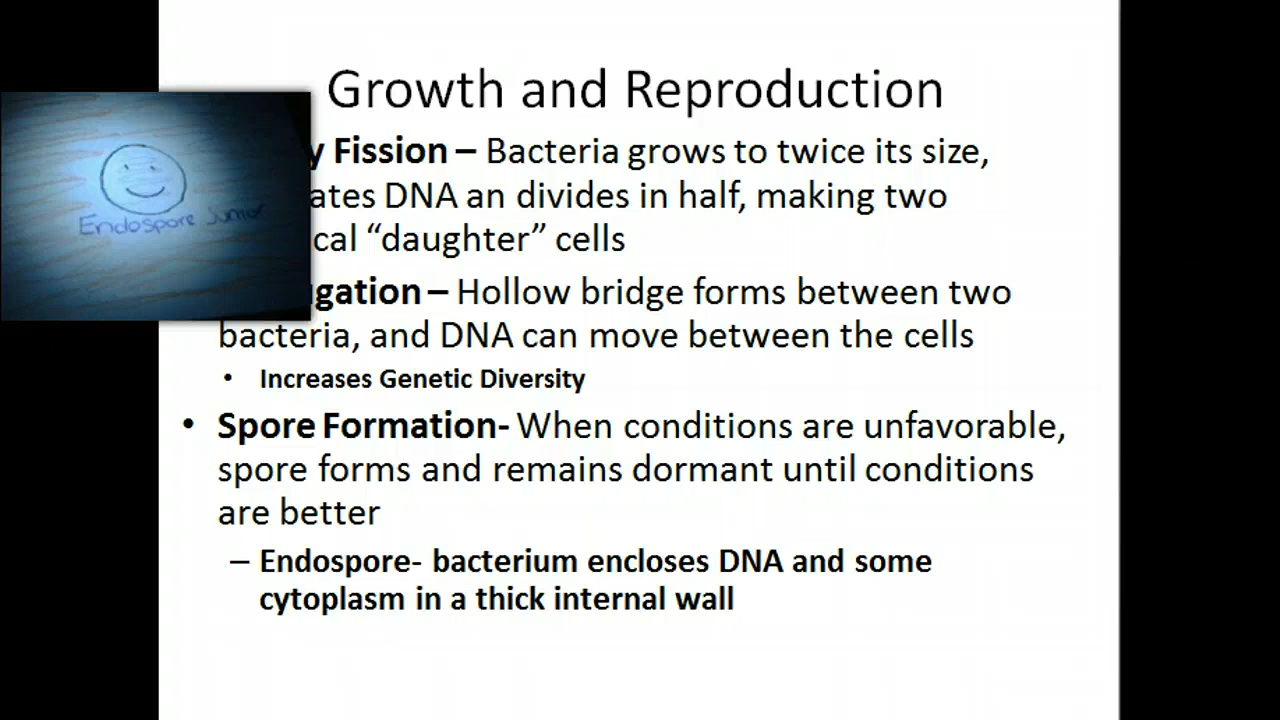 Growth and Reproduction
y Fission – Bacteria grows to twice its size,
ates DNA an divides in half, making two
cal “daughter” cells
gation – Hollow bridge forms between two
bacteria, and DNA can move between the cells
• Increases Genetic Diversity
• Spore Formation- When conditions are unfavorable,
spore forms and remains dormant until conditions
are better
– Endospore- bacterium encloses DNA and some
cytoplasm in a thick internal wall
Endospore Junior